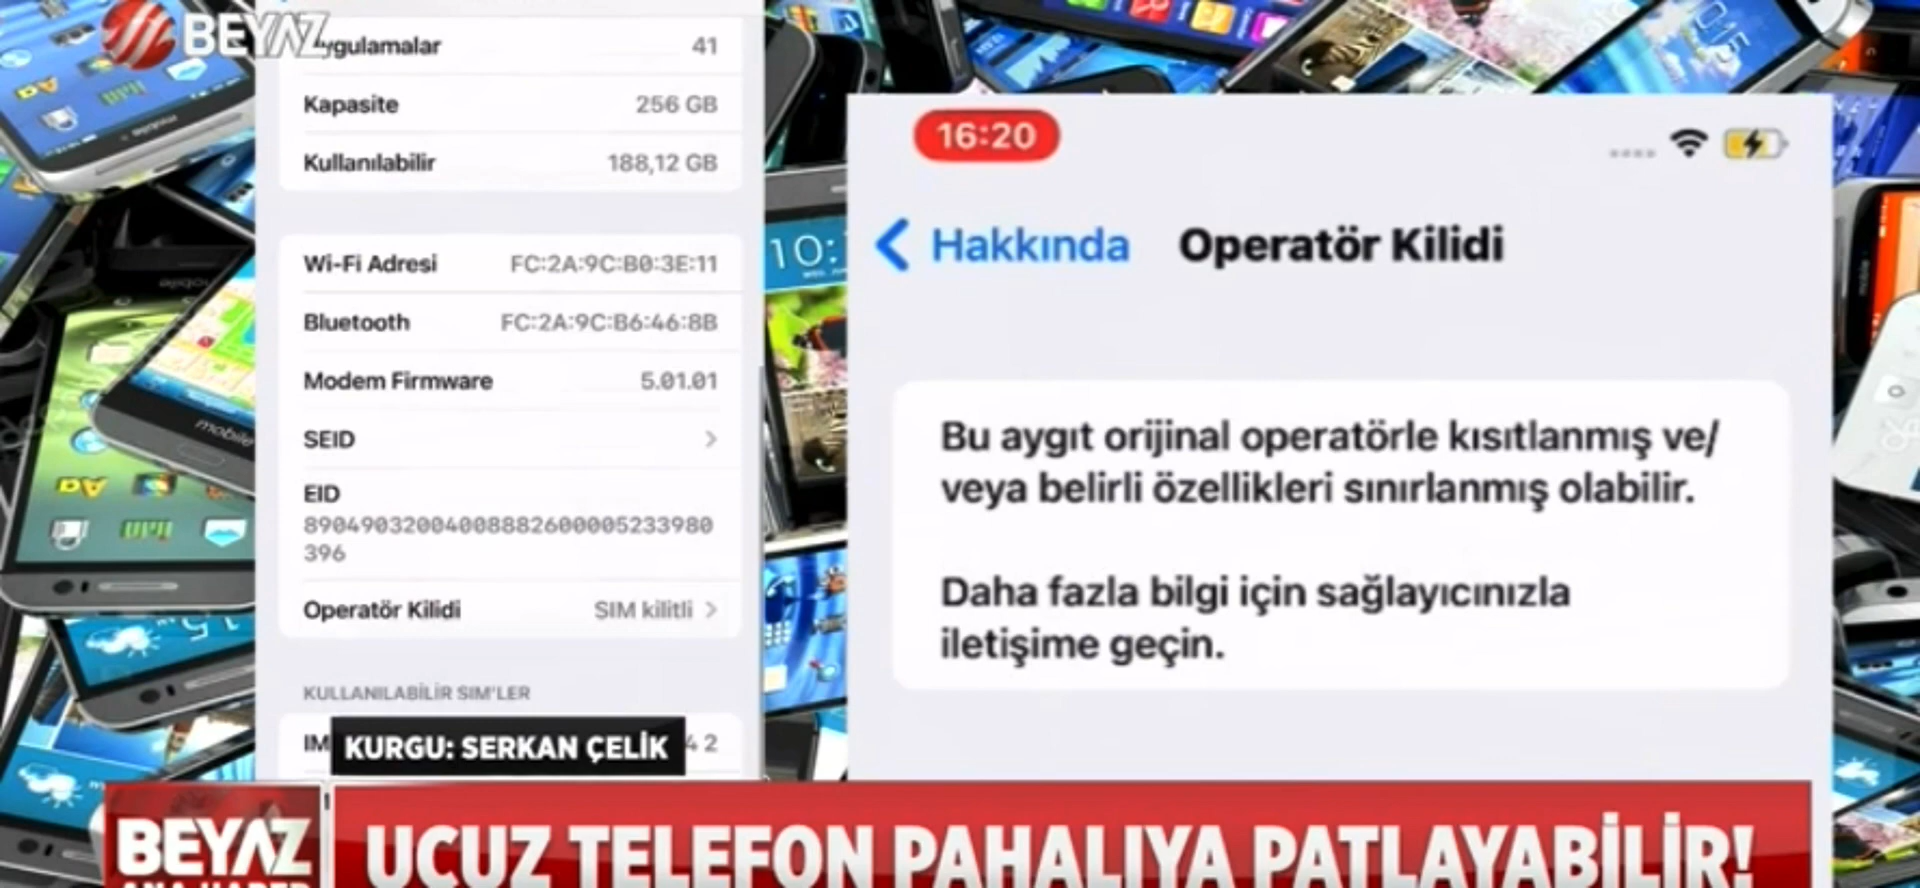 BEYAZ
Uygulamalar 41
Kapasite 256 GB
Kullanılabilir 188,12 GB
Wi-Fi Adresi FC:2A:9C:B0:3E:11
Bluetooth FC:2A:9C:B6:46:8B
Modem Firmware 5.01.01
SEID
EID
89049032004008882600005233980
396
Operatör Kilidi SIM kilitli
KULLANILABİLİR SIM'LER
16:20
Hakkında Operatör Kilidi
Bu aygıt orijinal operatörle kısıtlanmış ve/
veya belirli özellikleri sınırlanmış olabilir.
Daha fazla bilgi için sağlayıcınızla
iletişime geçin.
KURGU: SERKAN ÇELİK
BEYAZ
ANA HABER
UCUZ TELEFON PAHALIYA PATLAYABİLİR!